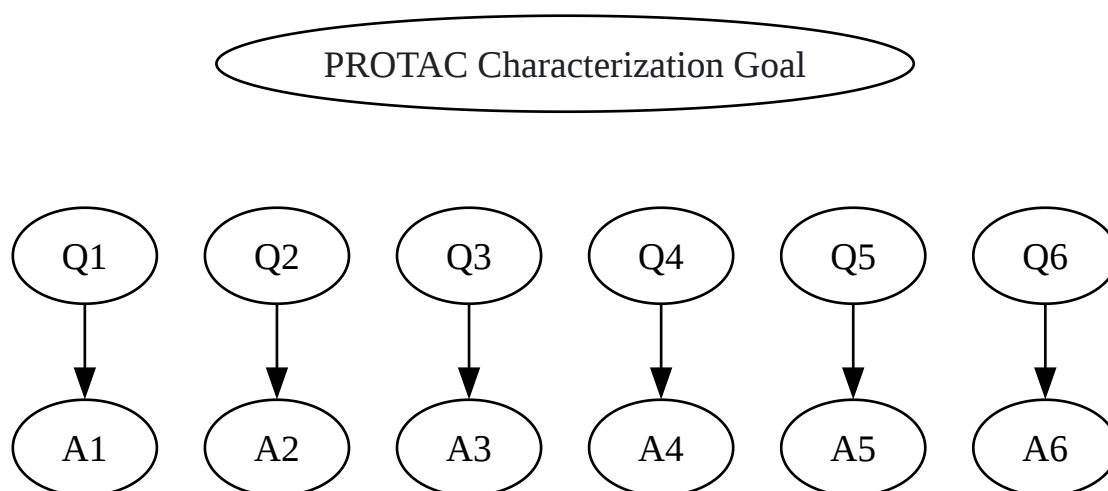 PROTAC Characterization Goal
Q1 Q2 Q3 Q4 Q5 Q6
A1 A2 A3 A4 A5 A6